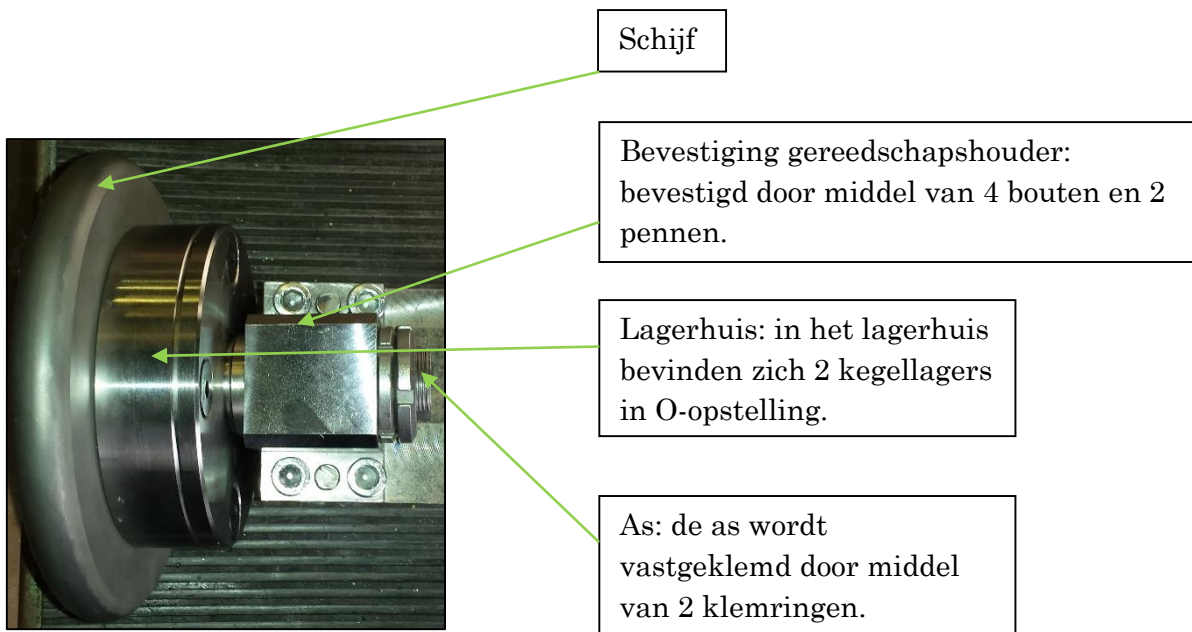 Schijf
Bevestiging gereedschapshouder:
bevestigd door middel van 4 bouten en 2
pennen.
Lagerhuis: in het lagerhuis
bevinden zich 2 kegellagers
in O-opstelling.
As: de as wordt
vastgeklemd door middel
van 2 klemringen.